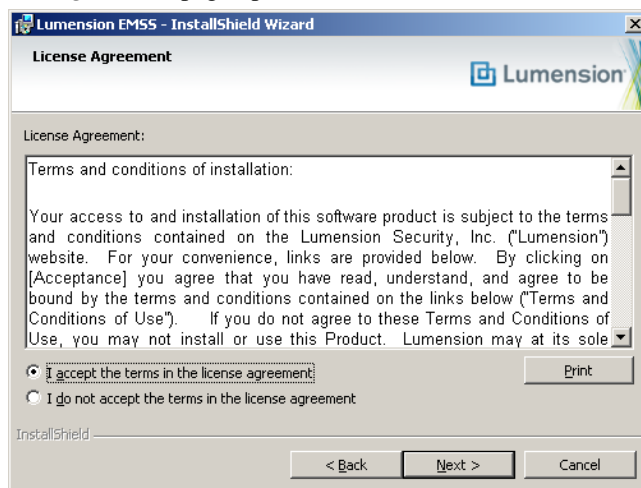 Lumension EMSS - InstallShield Wizard
License Agreement
Lumension
License Agreement:
Terms and conditions of installation:
Your access to and installation of this software product is subject to the terms
and conditions contained on the Lumension Security, Inc. ("Lumension")
website. For your convenience, links are provided below. By clicking on
[Acceptance] you agree that you have read, understand, and agree to be
bound by the terms and conditions contained on the links below ("Terms and
Conditions of Use"). If you do not agree to these Terms and Conditions of
Use, you may not install or use this Product. Lumension may at its sole
I accept the terms in the license agreement
Print
I do not accept the terms in the license agreement
InstallShield
< Back
Next >
Cancel